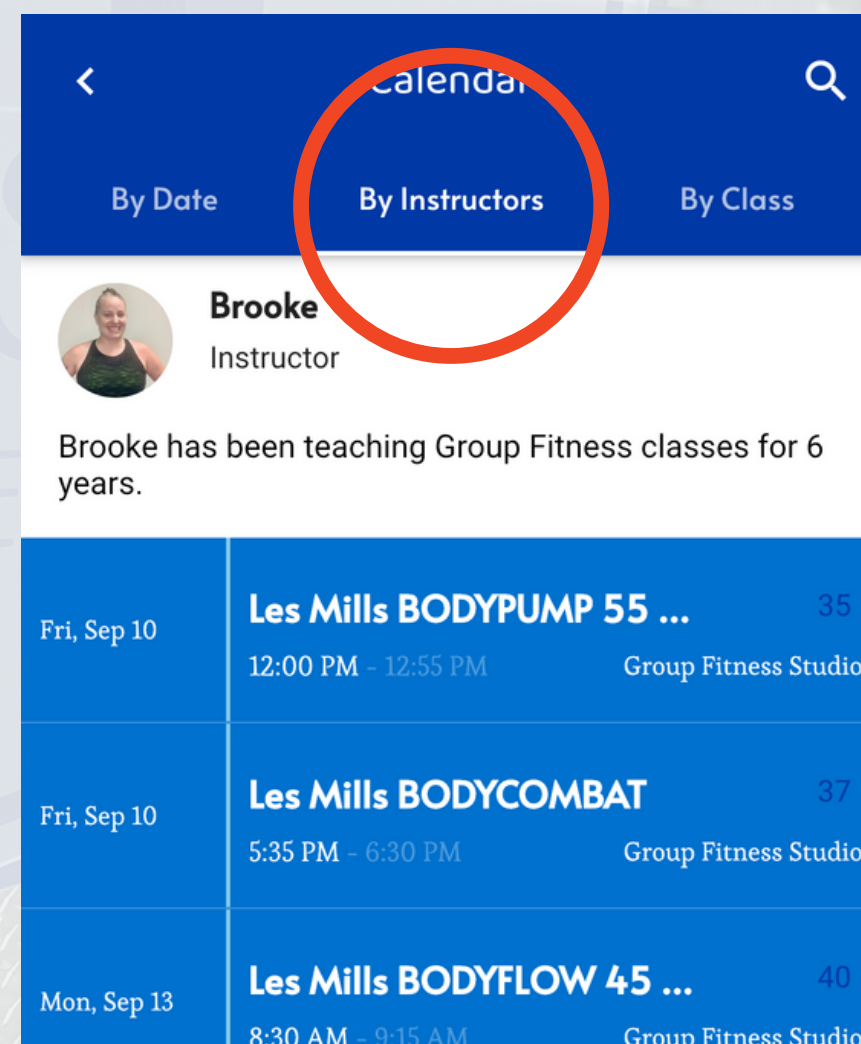 Calendar
By Date By Instructors By Class
Brooke
Instructor
Brooke has been teaching Group Fitness classes for 6
years.
Fri, Sep 10
Les Mills BODYPUMP 55 ... 35
12:00 PM - 12:55 PM Group Fitness Studio
Fri, Sep 10
Les Mills BODYCOMBAT 37
5:35 PM - 6:30 PM Group Fitness Studio
Mon, Sep 13
Les Mills BODYFLOW 45 ... 40
8:30 AM - 9:15 AM Group Fitness Studio